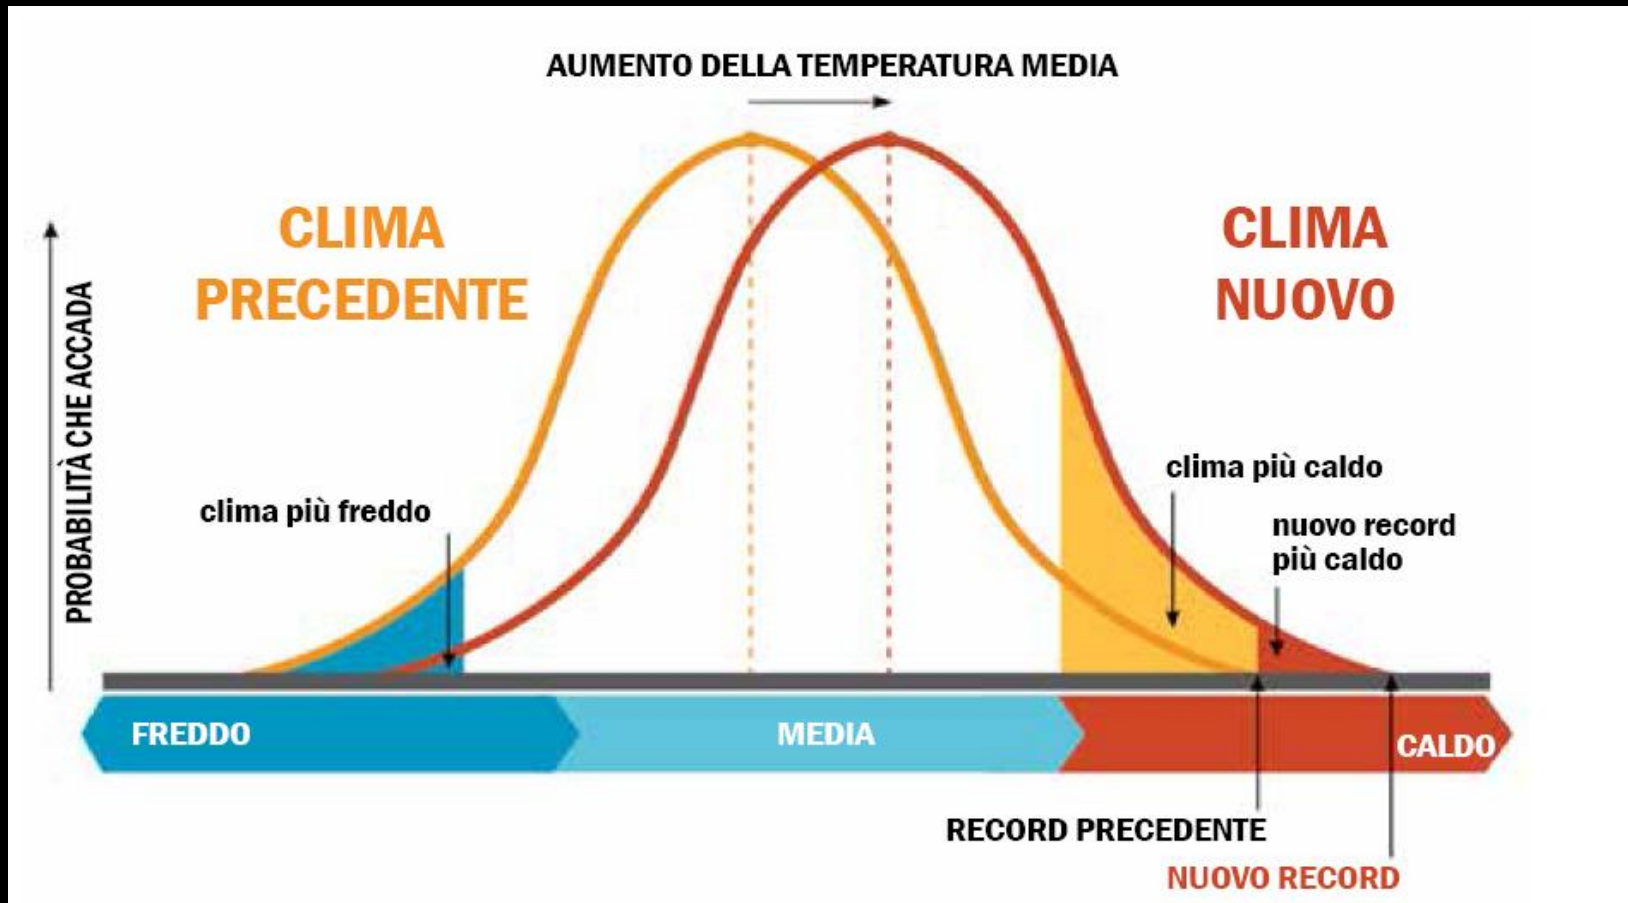 AUMENTO DELLA TEMPERATURA MEDIA
CLIMA
PRECEDENTE
CLIMA
NUOVO
PROBABILITÀ CHE ACCADA
clima più freddo
clima più caldo
nuovo record
più caldo
FREDDO
MEDIA
CALDO
RECORD PRECEDENTE
NUOVO RECORD